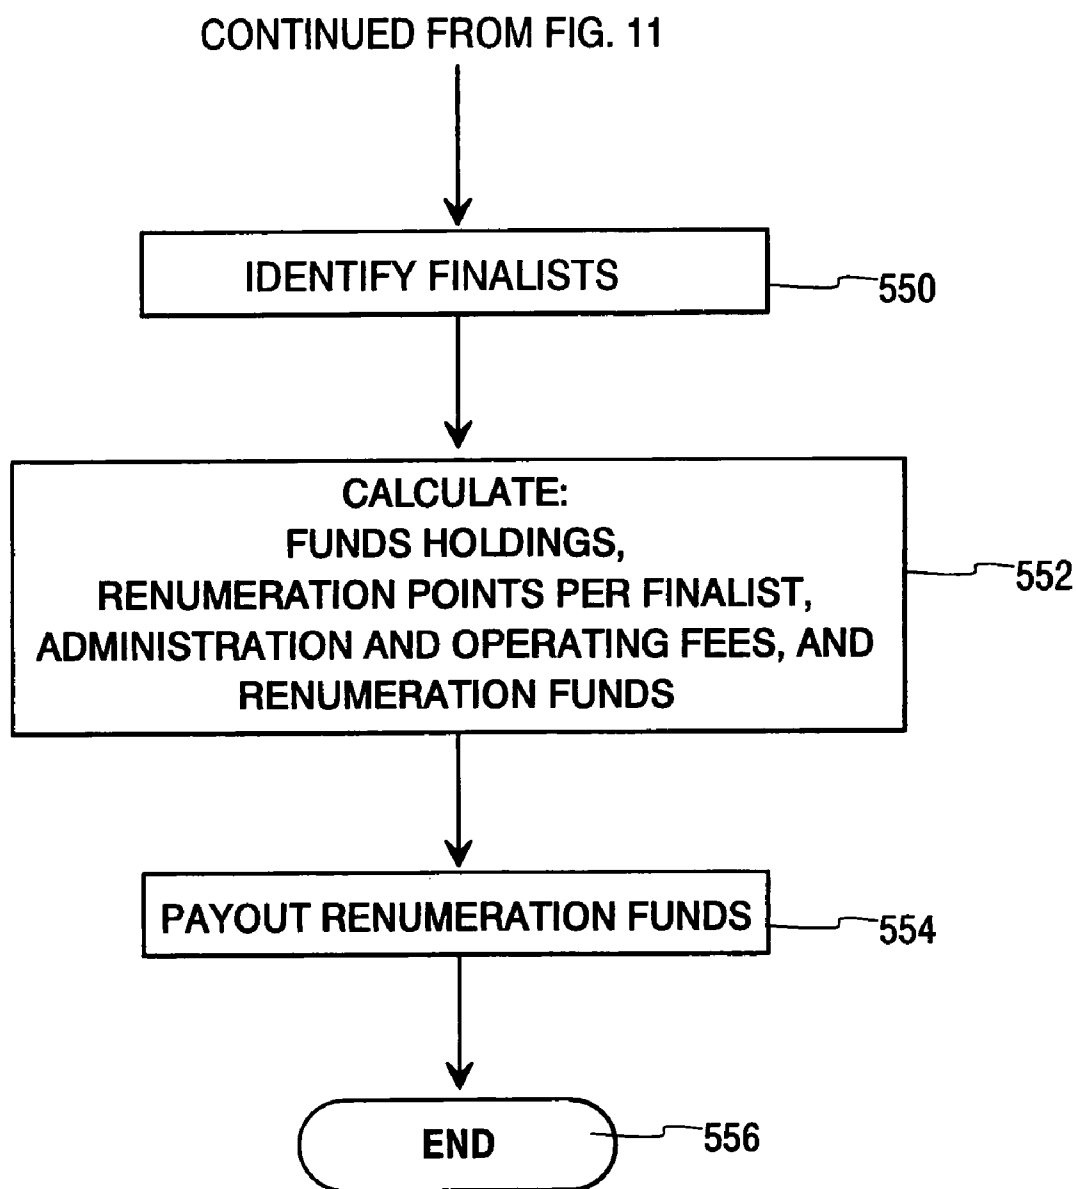 CONTINUED FROM FIG. 11
IDENTIFY FINALISTS
550
CALCULATE:
FUNDS HOLDINGS,
RENUMERATION POINTS PER FINALIST,
ADMINISTRATION AND OPERATING FEES, AND
RENUMERATION FUNDS
552
PAYOUT RENUMERATION FUNDS
554
END
556